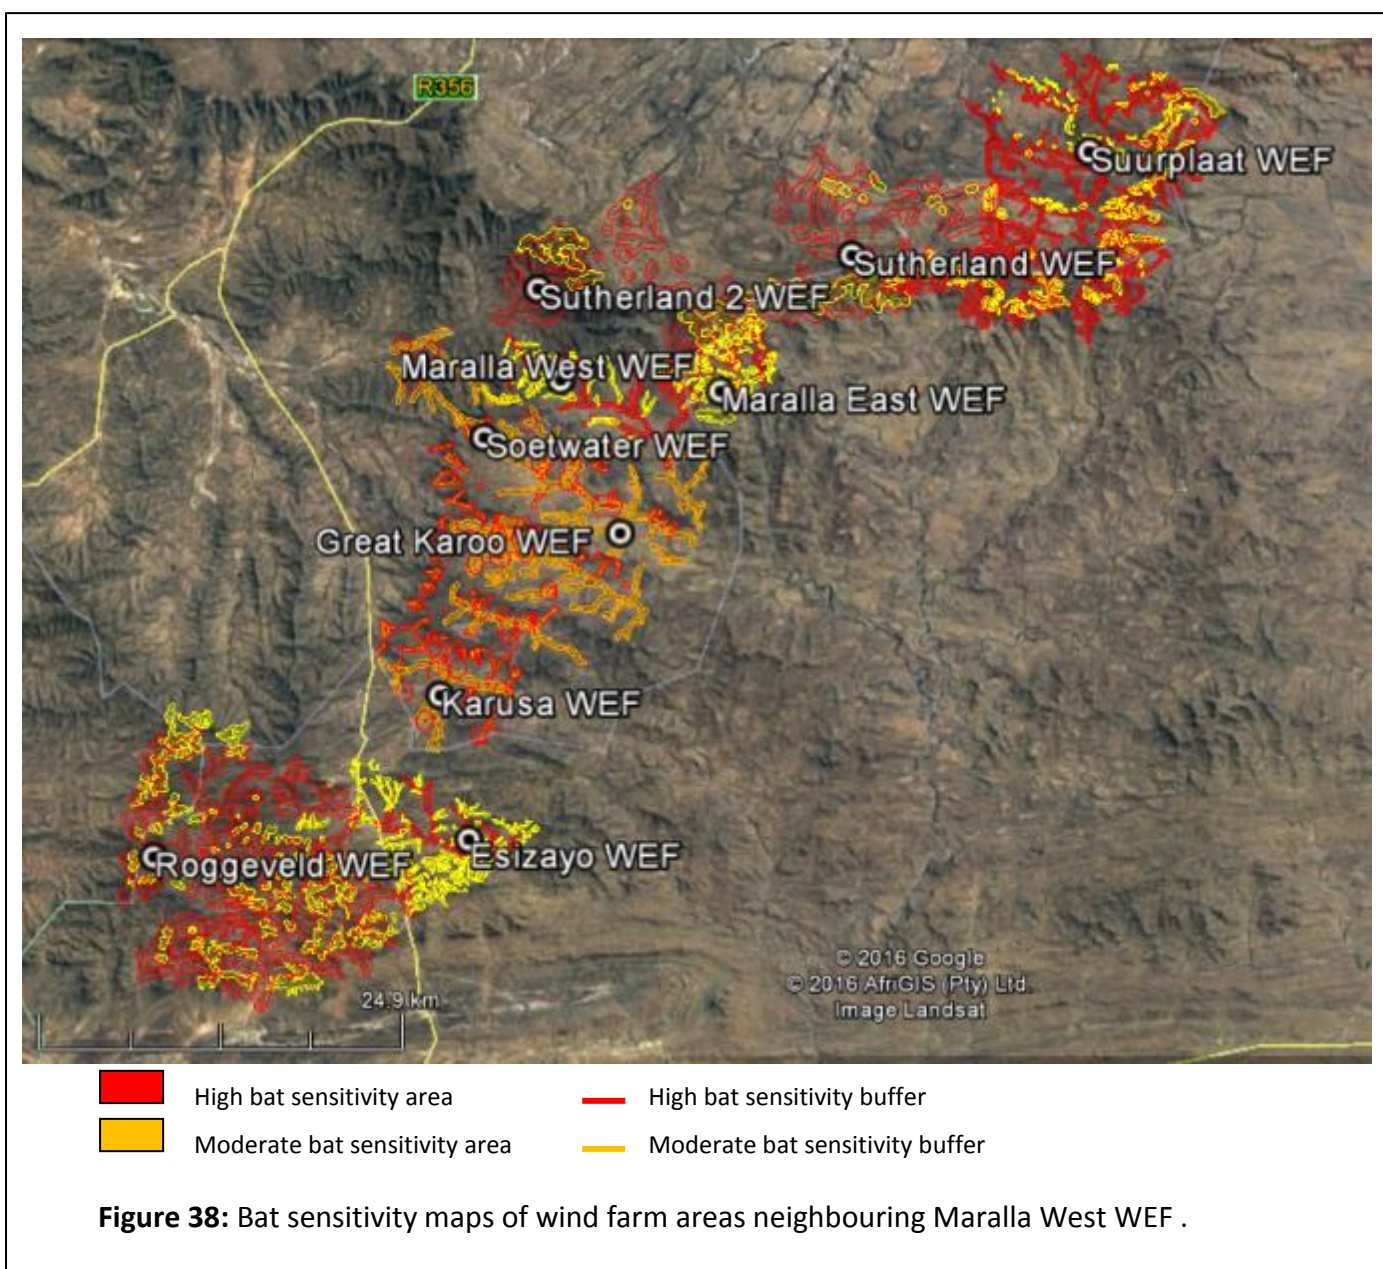 R356
Suurplaat WEF
Sutherland WEF
Sutherland 2 WEF
Maralla West WEF
Maralla East WEF
Soetwater WEF
Great Karoo WEF
Karusa WEF
Roggeveld WEF
Esizayo WEF
© 2016 Google
© 2016 AfriGIS (Pty) Ltd.
Image Landsat
24.9 km
High bat sensitivity area
High bat sensitivity buffer
Moderate bat sensitivity area
Moderate bat sensitivity buffer
Figure 38: Bat sensitivity maps of wind farm areas neighbouring Maralla West WEF .